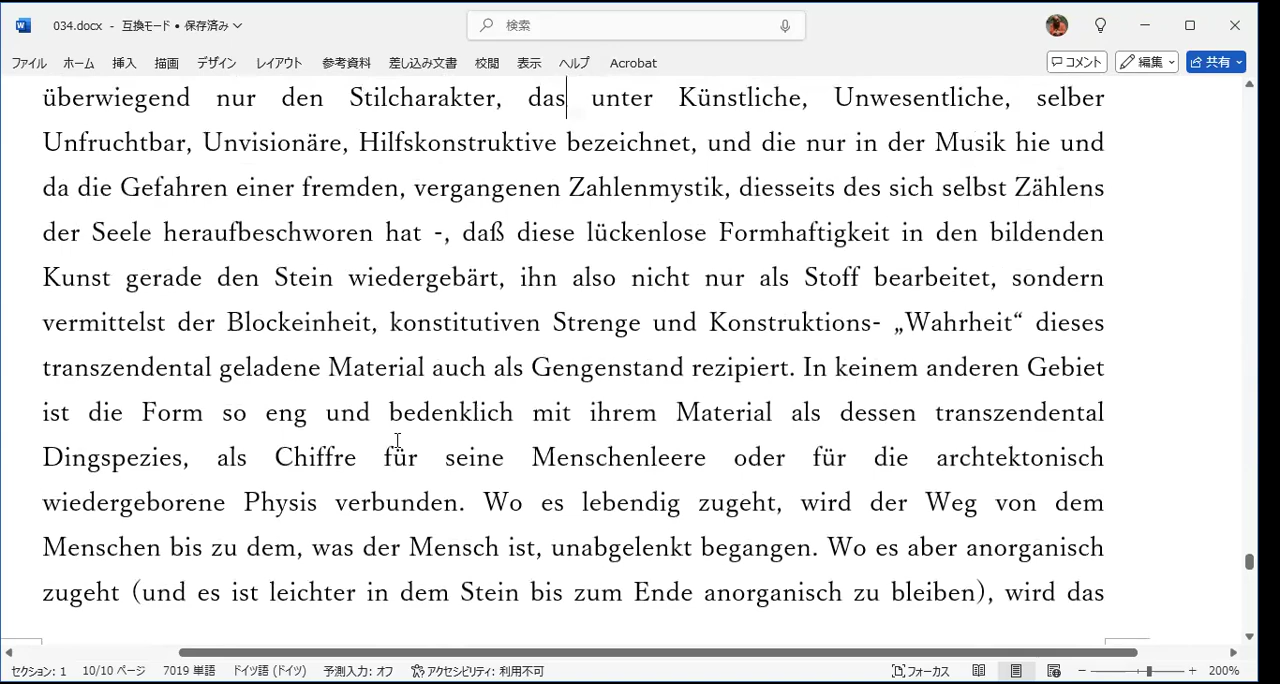 034.docx - 互換モード • 保存済み
検索
ファイル ホーム 挿入 描画 デザイン レイアウト 参考資料 差し込み文書 校閲 表示 ヘルプ Acrobat コメント 編集 共有
überwiegend nur den Stilcharakter, das unter Künstliche, Unwesentliche, selber
Unfruchtbar, Unvisionäre, Hilfskonstruktive bezeichnet, und die nur in der Musik hie und
da die Gefahren einer fremden, vergangenen Zahlenmystik, diesseits des sich selbst Zählens
der Seele heraufbeschworen hat -, daß diese lückenlose Formhaftigkeit in den bildenden
Kunst gerade den Stein wiedergebärt, ihn also nicht nur als Stoff bearbeitet, sondern
vermittelst der Blockeinheit, konstitutiven Strenge und Konstruktions- „Wahrheit“ dieses
transzendental geladene Material auch als Gengenstand rezipiert. In keinem anderen Gebiet
ist die Form so eng und bedenklich mit ihrem Material als dessen transzendental
Dingspezies, als Chiffre für seine Menschenleere oder für die archtektonisch
wiedergeborene Physis verbunden. Wo es lebendig zugeht, wird der Weg von dem
Menschen bis zu dem, was der Mensch ist, unabgelenkt begangen. Wo es aber anorganisch
zugeht (und es ist leichter in dem Stein bis zum Ende anorganisch zu bleiben), wird das
セクション: 1 10/10 ページ 7019 単語 ドイツ語 (ドイツ) 予測入力: オフ アクセシビリティ: 利用不可 フォーカス 200%